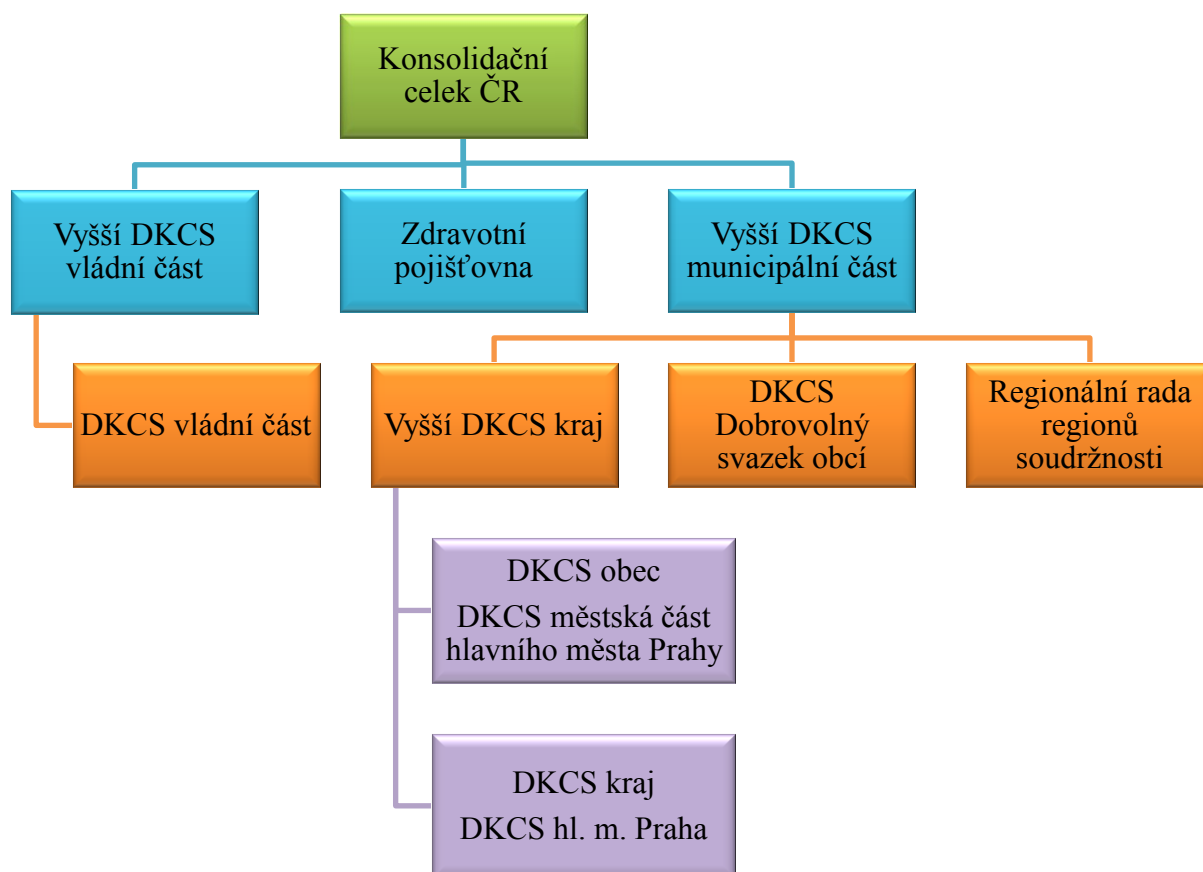 Konsolidační
celek ČR
Vyšší DKCS
vládní část
Zdravotní
pojišťovna
Vyšší DKCS
municipální část
DKCS vládní část
Vyšší DKCS kraj
DKCS
Dobrovolný
svazek obcí
Regionální rada
regionů
soudržnosti
DKCS obec
DKCS městská část
hlavního města Prahy
DKCS kraj
DKCS hl. m. Praha